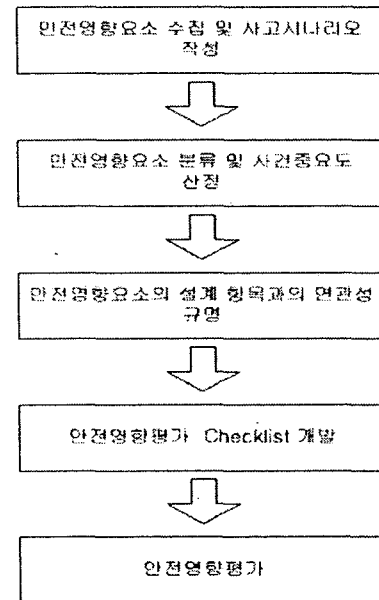 안전영향요소 수집 및 사고시나리오
작성
안전영향요소 분류 및 사건중요도
산정
안전영향요소의 설계 항목과의 연관성
규명
안전영향평가 Checklist 개발
안전영향평가